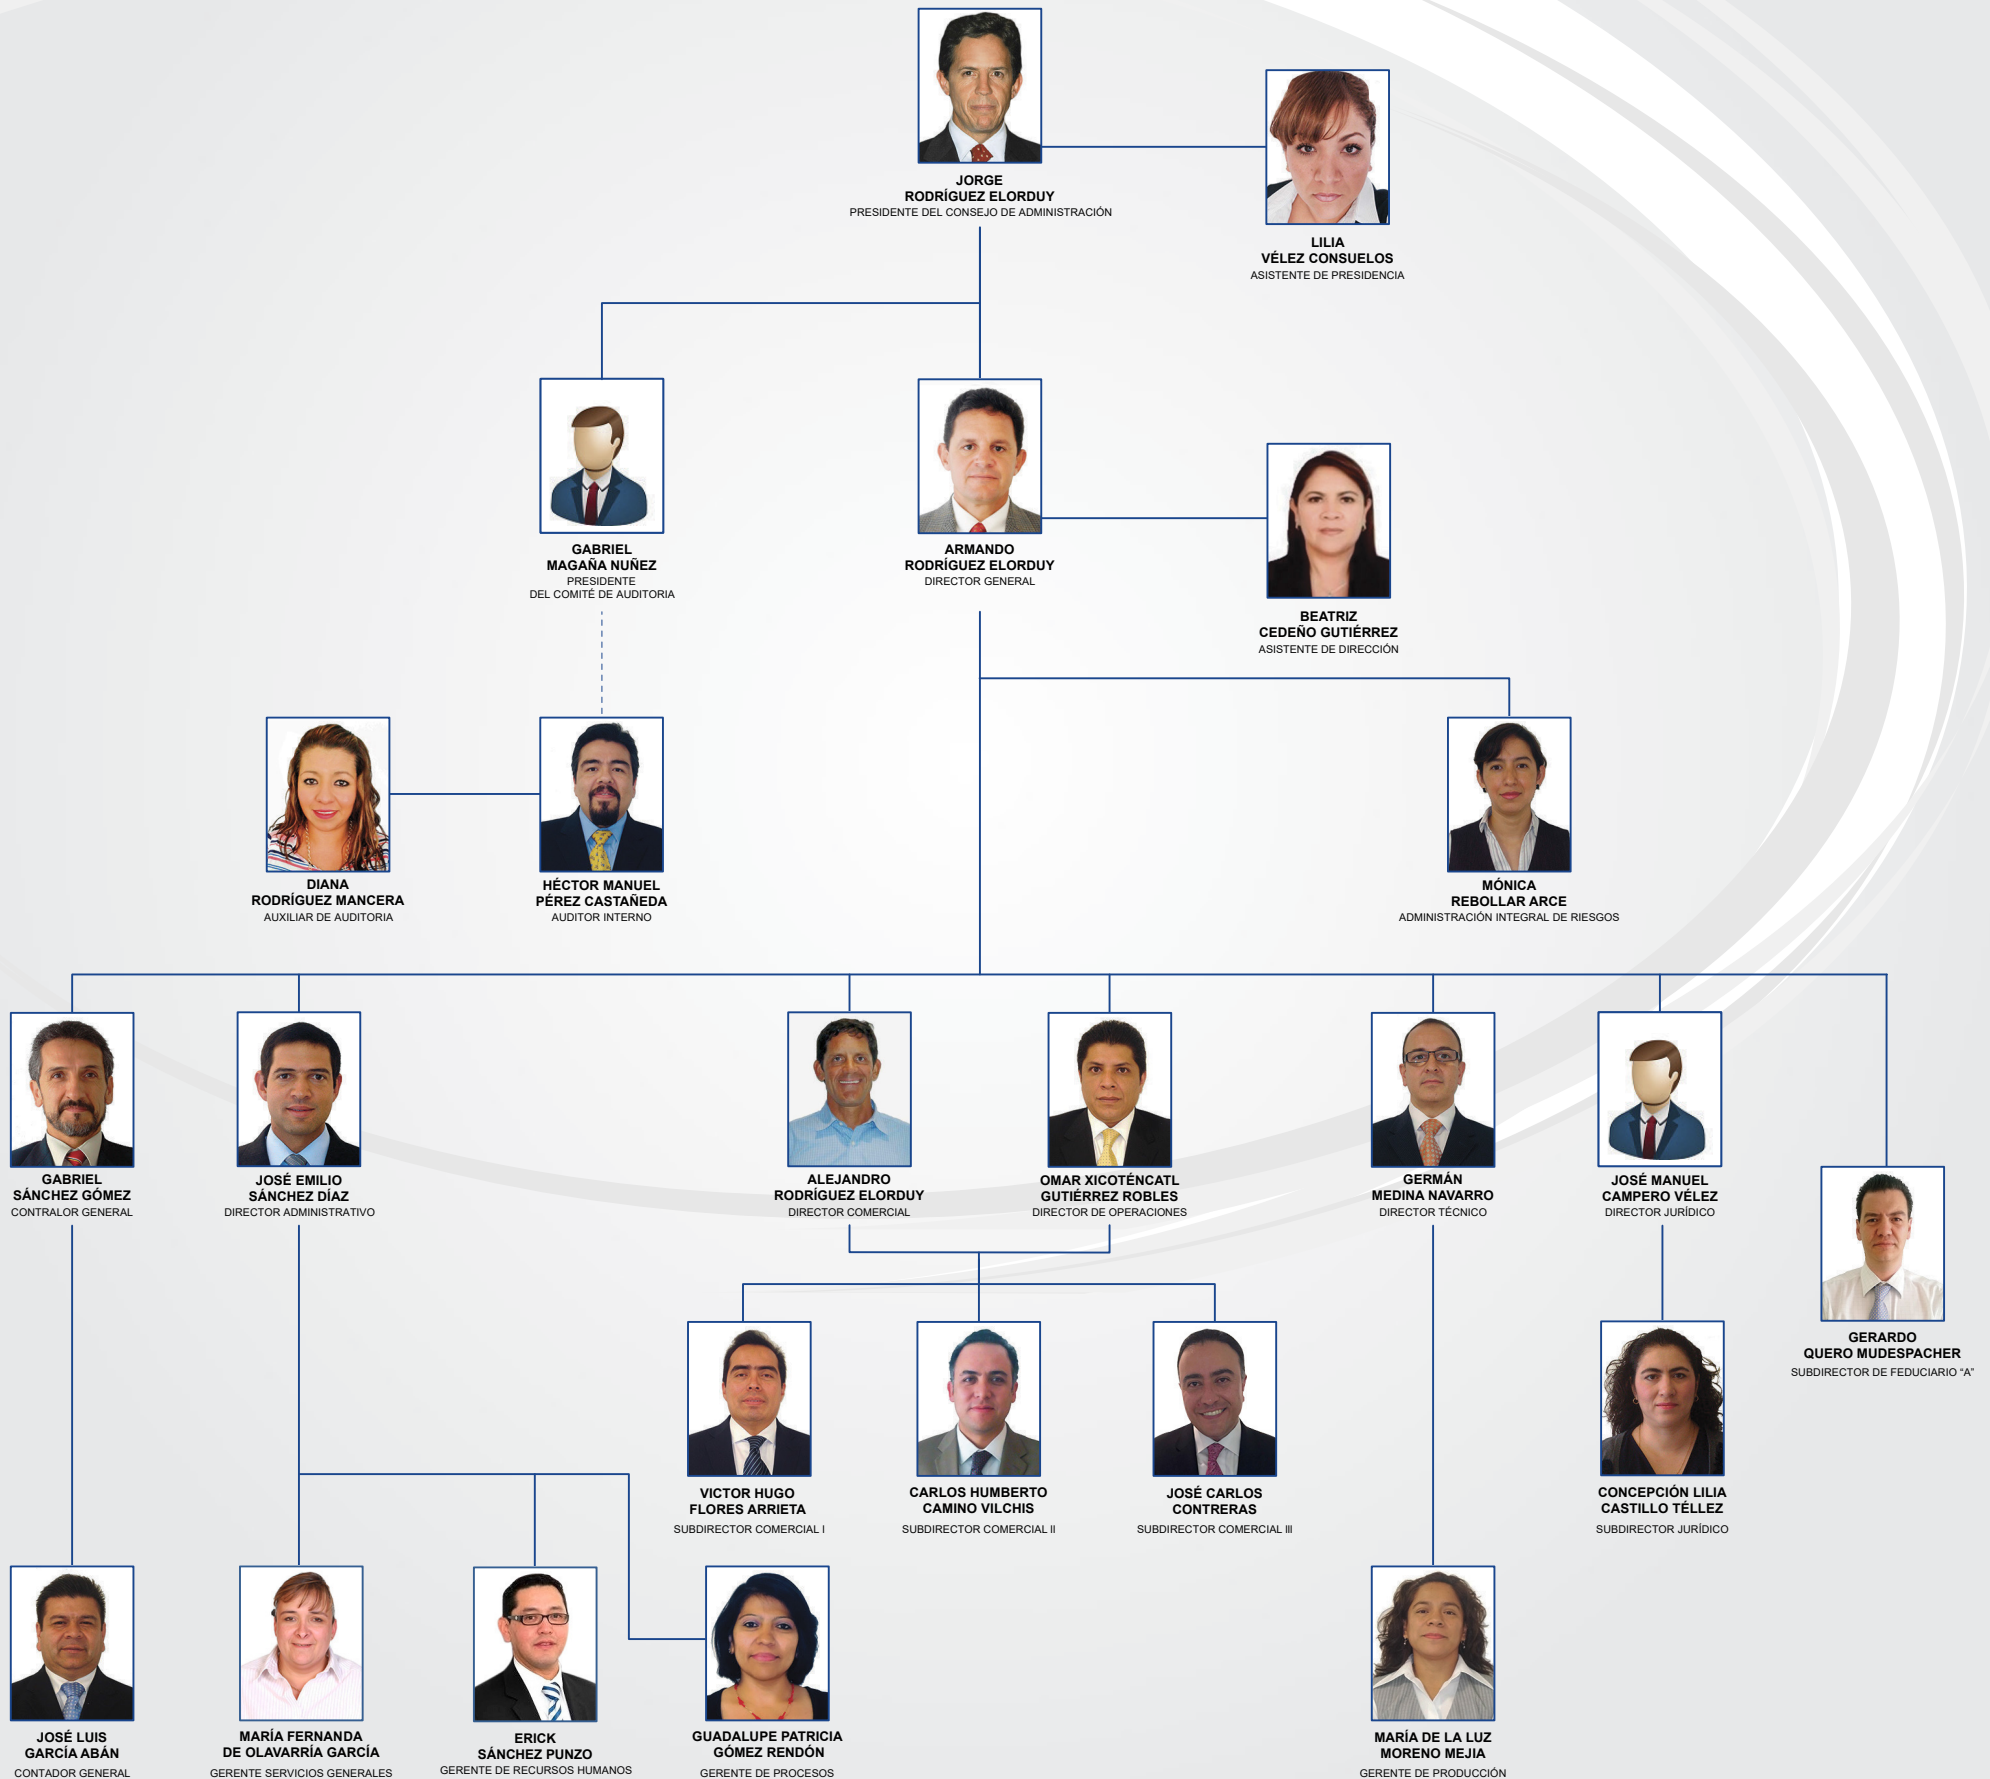 JORGE
RODRÍGUEZ ELORDUY
PRESIDENTE DEL CONSEJO DE ADMINISTRACIÓN
LILIA
VÉLEZ CONSUELOS
ASISTENTE DE PRESIDENCIA
GABRIEL
MAGAÑA NUÑEZ
PRESIDENTE
DEL COMITÉ DE AUDITORIA
ARMANDO
RODRÍGUEZ ELORDUY
DIRECTOR GENERAL
BEATRIZ
CEDEÑO GUTIÉRREZ
ASISTENTE DE DIRECCIÓN
DIANA
RODRÍGUEZ MANCERA
AUXILIAR DE AUDITORIA
HÉCTOR MANUEL
PÉREZ CASTAÑEDA
AUDITOR INTERNO
MÓNICA
REBOLLAR ARCE
ADMINISTRACIÓN INTEGRAL DE RIESGOS
GABRIEL
SÁNCHEZ GÓMEZ
CONTRALOR GENERAL
JOSÉ EMILIO
SÁNCHEZ DÍAZ
DIRECTOR ADMINISTRATIVO
ALEJANDRO
RODRÍGUEZ ELORDUY
DIRECTOR COMERCIAL
OMAR XICOTÉNCATL
GUTIÉRREZ ROBLES
DIRECTOR DE OPERACIONES
GERMÁN
MEDINA NAVARRO
DIRECTOR TÉCNICO
JOSÉ MANUEL
CAMPERO VÉLEZ
DIRECTOR JURÍDICO
GERARDO
QUERO MUDESPACHER
SUBDIRECTOR DE FEDUCIARIO “A”
VICTOR HUGO
FLORES ARRIETA
SUBDIRECTOR COMERCIAL I
CARLOS HUMBERTO
CAMINO VILCHIS
SUBDIRECTOR COMERCIAL II
JOSÉ CARLOS
CONTRERAS
SUBDIRECTOR COMERCIAL III
CONCEPCIÓN LILIA
CASTILLO TÉLLEZ
SUBDIRECTOR JURÍDICO
JOSÉ LUIS
GARCÍA ABÁN
CONTADOR GENERAL
MARÍA FERNANDA
DE OLAVARRÍA GARCÍA
GERENTE SERVICIOS GENERALES
ERICK
SÁNCHEZ PUNZO
GERENTE DE RECURSOS HUMANOS
GUADALUPE PATRICIA
GÓMEZ RENDÓN
GERENTE DE PROCESOS
MARÍA DE LA LUZ
MORENO MEJIA
GERENTE DE PRODUCCIÓN